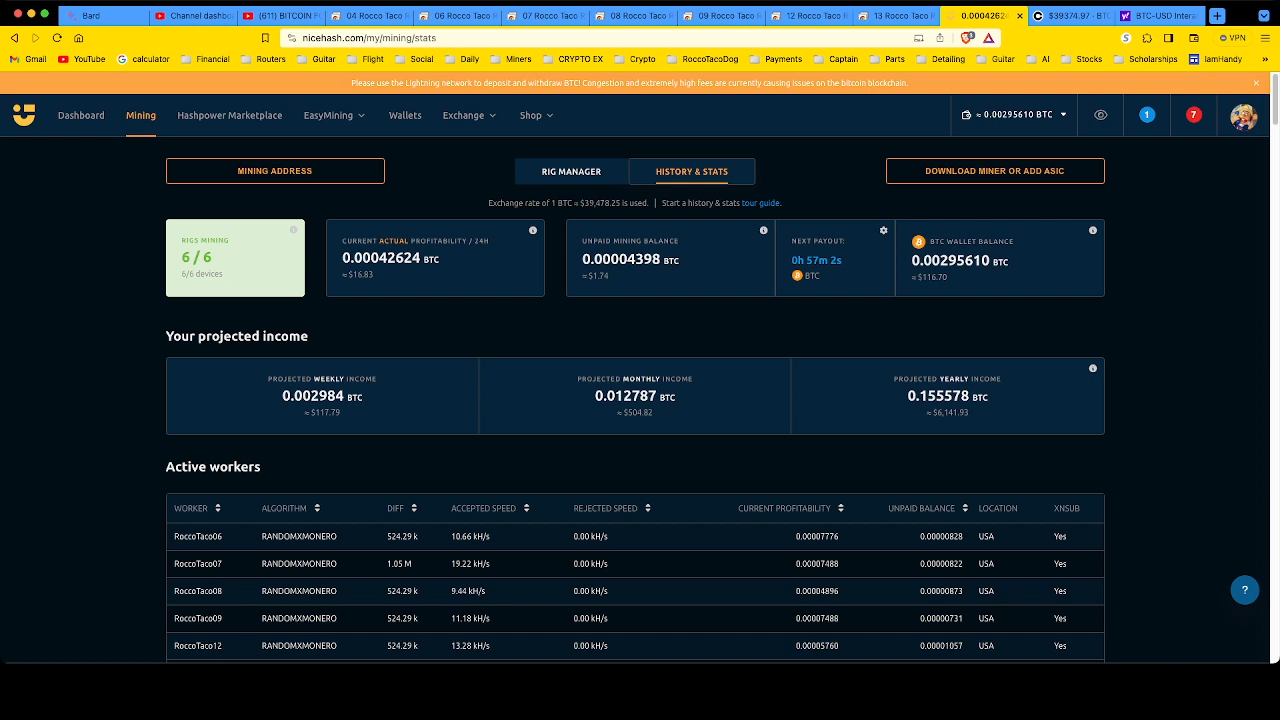 Bard
Channel dashbo
(611) BITCOIN F
04 Rocco Taco R
06 Rocco Taco R
07 Rocco Taco R
08 Rocco Taco R
09 Rocco Taco R
12 Rocco Taco R
13 Rocco Taco R
0.0004262
$39374.97 - BTC
BTC-USD Intera
nicehash.com/my/mining/stats
VPN
Gmail
YouTube
calculator
Financial
Routers
Guitar
Flight
Social
Daily
Miners
CRYPTO EX
Crypto
RoccoTacoDog
Payments
Captain
Parts
Detailing
Guitar
AI
Stocks
Scholarships
IamHandy
»
Please use the Lightning network to deposit and withdraw BTC! Congestion and extremely high fees are currently causing issues on the bitcoin blockchain.
Dashboard
Mining
Hashpower Marketplace
EasyMining
Wallets
Exchange
Shop
≈ 0.00295610 BTC
1
7
MINING ADDRESS
RIG MANAGER
HISTORY & STATS
DOWNLOAD MINER OR ADD ASIC
Exchange rate of 1 BTC ≈ $39,478.25 is used. | Start a history & stats tour guide.
RIGS MINING
6 / 6
6/6 devices
CURRENT ACTUAL PROFITABILITY / 24H
0.00042624 BTC
≈ $16.83
UNPAID MINING BALANCE
0.00004398 BTC
≈ $1.74
NEXT PAYOUT:
0h 57m 2s
BTC
BTC WALLET BALANCE
0.00295610 BTC
≈ $116.70
Your projected income
PROJECTED WEEKLY INCOME
0.002984 BTC
≈ $117.79
PROJECTED MONTHLY INCOME
0.012787 BTC
≈ $504.82
PROJECTED YEARLY INCOME
0.155578 BTC
≈ $6,141.93
Active workers
WORKER ALGORITHM DIFF ACCEPTED SPEED REJECTED SPEED CURRENT PROFITABILITY UNPAID BALANCE LOCATION XNSUB
RoccoTaco06 RANDOMXMONERO 524.29 k 10.66 kH/s 0.00 kH/s 0.00007776 0.00000828 USA Yes
RoccoTaco07 RANDOMXMONERO 1.05 M 19.22 kH/s 0.00 kH/s 0.00007488 0.00000822 USA Yes
RoccoTaco08 RANDOMXMONERO 524.29 k 9.44 kH/s 0.00 kH/s 0.00004896 0.00000873 USA Yes
RoccoTaco09 RANDOMXMONERO 524.29 k 11.18 kH/s 0.00 kH/s 0.00007488 0.00000731 USA Yes
RoccoTaco12 RANDOMXMONERO 524.29 k 13.28 kH/s 0.00 kH/s 0.00005760 0.00001057 USA Yes
?